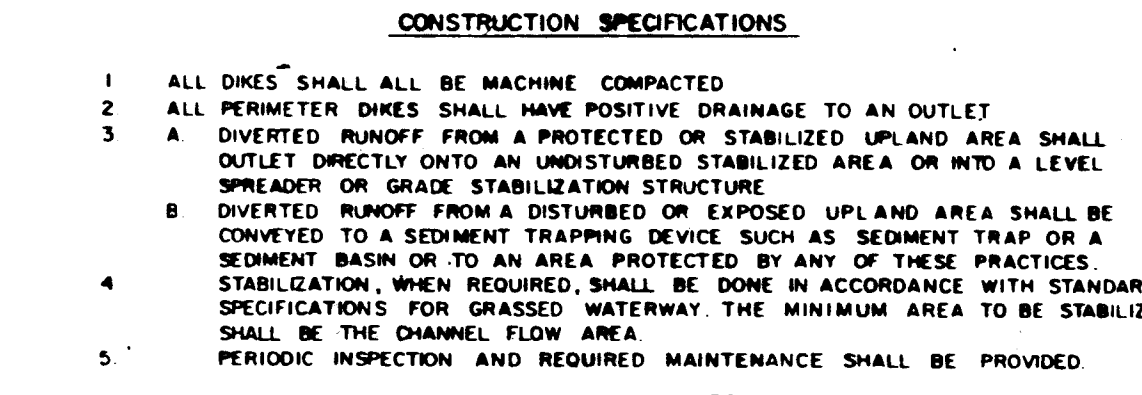 CONSTRUCTION SPECIFICATIONS
1 ALL DIKES SHALL ALL BE MACHINE COMPACTED
2 ALL PERIMETER DIKES SHALL HAVE POSITIVE DRAINAGE TO AN OUTLET
3 A. DIVERTED RUNOFF FROM A PROTECTED OR STABILIZED UPLAND AREA SHALL
OUTLET DIRECTLY ONTO AN UNDISTURBED STABILIZED AREA OR INTO A LEVEL
SPREADER OR GRADE STABILIZATION STRUCTURE
B. DIVERTED RUNOFF FROM A DISTURBED OR EXPOSED UPLAND AREA SHALL BE
CONVEYED TO A SEDIMENT TRAPPING DEVICE SUCH AS SEDIMENT TRAP OR A
SEDIMENT BASIN OR TO AN AREA PROTECTED BY ANY OF THESE PRACTICES.
4 STABILIZATION, WHEN REQUIRED, SHALL BE DONE IN ACCORDANCE WITH STANDAR
SPECIFICATIONS FOR GRASSED WATERWAY. THE MINIMUM AREA TO BE STABILIZ
SHALL BE THE CHANNEL FLOW AREA.
5. PERIODIC INSPECTION AND REQUIRED MAINTENANCE SHALL BE PROVIDED.